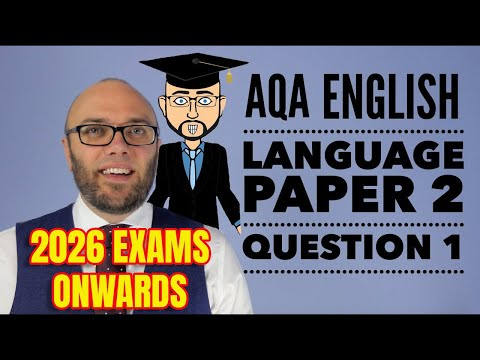 AQA ENGLISH
LANGUAGE
PAPER 2
QUESTION 1
2026 EXAMS
ONWARDS